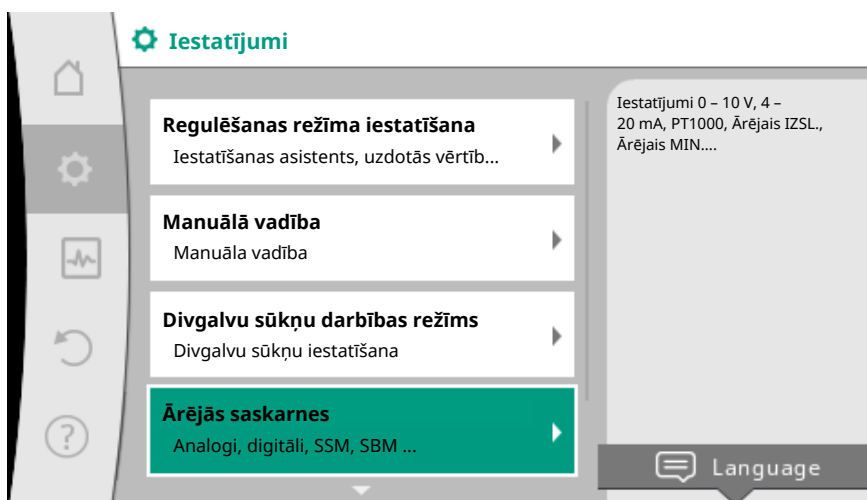 Iestatījumi
Regulēšanas režīma iestatīšana
Iestatīšanas asistents, uzdotās vērtīb...
Manuālā vadība
Manuāla vadība
Divgalvu sūkņu darbības režīms
Divgalvu sūkņu iestatīšana
Ārējās saskarnes
Analogi, digitāli, SSM, SBM ...
Iestatījumi 0 – 10 V, 4 –
20 mA, PT1000, Ārējais IZSL.,
Ārējais MIN....
Language